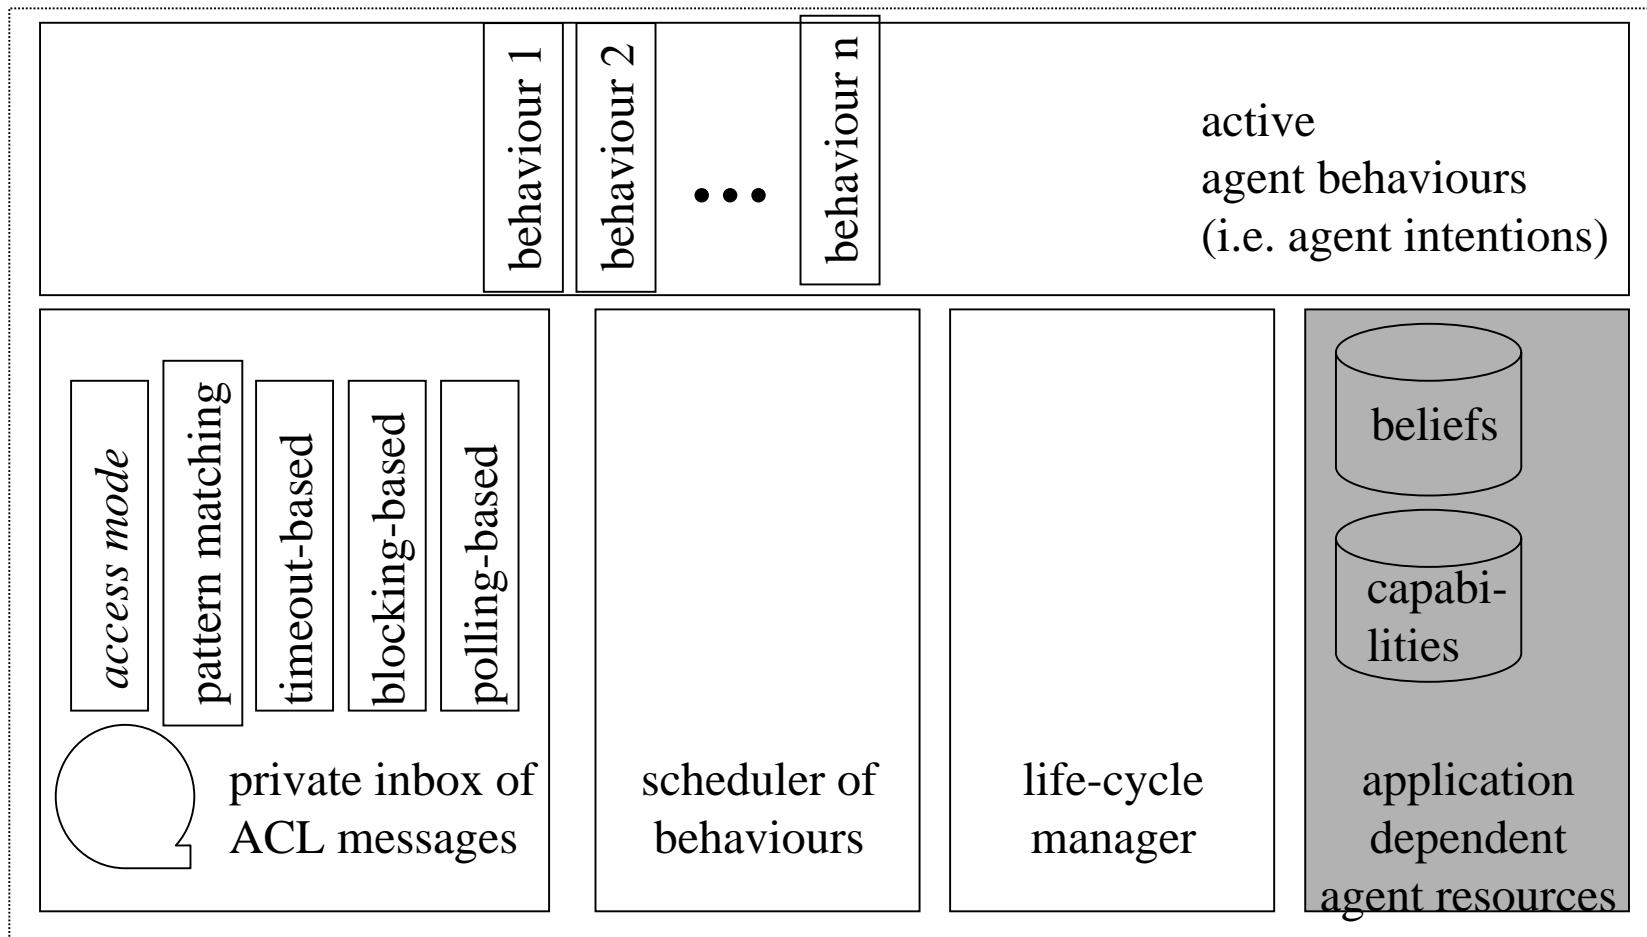 behaviour 1
behaviour 2
behaviour n
active
agent behaviours
(i.e. agent intentions)
access mode
pattern matching
timeout-based
blocking-based
polling-based
private inbox of
ACL messages
scheduler of
behaviours
life-cycle
manager
beliefs
capabi-
lities
application
dependent
agent resources